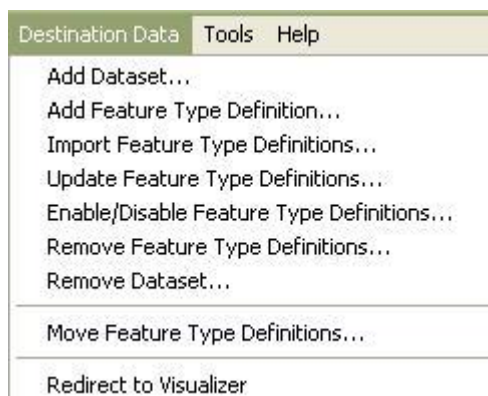 Destination Data Tools Help
Add Dataset...
Add Feature Type Definition...
Import Feature Type Definitions...
Update Feature Type Definitions...
Enable/Disable Feature Type Definitions...
Remove Feature Type Definitions...
Remove Dataset...
Move Feature Type Definitions...
Redirect to Visualizer